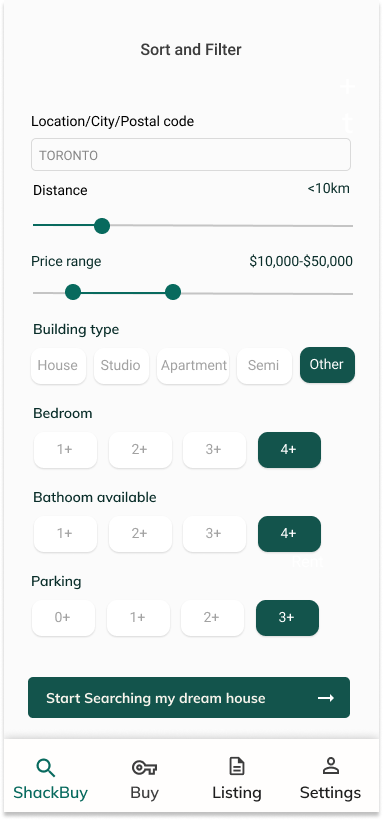 Sort and Filter
Location/City/Postal code
TORONTO
Distance <10km
Price range $10,000-$50,000
Building type
House Studio Apartment Semi Other
Bedroom
1+ 2+ 3+ 4+
Bathoom available
1+ 2+ 3+ 4+
Parking
0+ 1+ 2+ 3+
Start Searching my dream house →
ShackBuy Buy Listing Settings